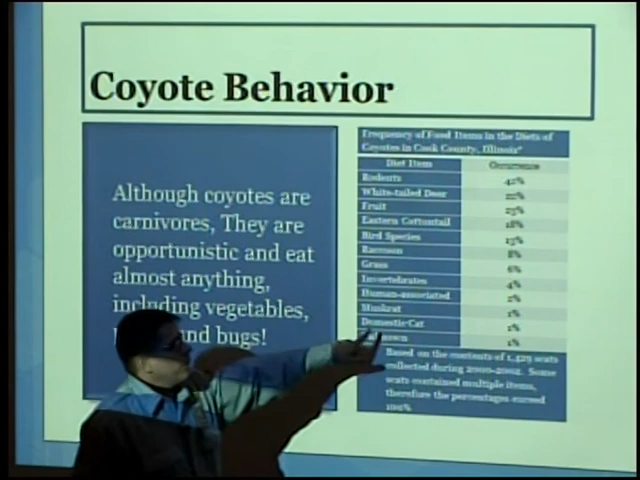 Coyote Behavior
Although coyotes are
carnivores, They are
opportunistic and eat
almost anything,
including vegetables,
and bugs!
Frequency of Food Items in the Diets of
Coyotes in Cook County, Illinois*
Diet Item Occurrence
Rodents 42%
White-tailed Deer 22%
Fruit 23%
Eastern Cottontail 18%
Bird Species 13%
Raccoon 8%
Grass 6%
Invertebrates 4%
Human-associated 2%
Muskrat 1%
Domestic Cat 1%
1%
Based on the contents of 1,429 scats
collected during 2000-2002. Some
scats contained multiple items,
therefore the percentages exceed
100%